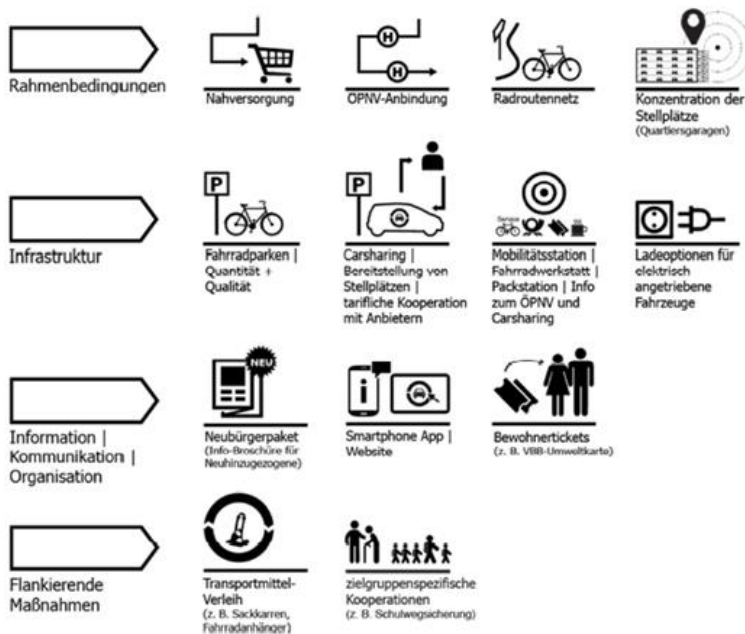 Rahmenbedingungen
Nahversorgung
H
H
ÖPNV-Anbindung
Radroutennetz
Konzentration der
Stellplätze
(Quartiersgaragen)
Infrastruktur
P
Fahrradparken |
Quantität +
Qualität
P
Carsharing |
Bereitstellung von
Stellplätzen |
tarifliche Kooperation
mit Anbietern
Service
Mobilitätsstation |
Fahrradwerkstatt |
Packstation | Info
zum ÖPNV und
Carsharing
Ladeoptionen für
elektrisch
angetriebene
Fahrzeuge
Information |
Kommunikation |
Organisation
NEU
Neubürgerpaket
(Info-Broschüre für
Neuhinzugezogene)
i
Smartphone App |
Website
Bewohnertickets
(z. B. VBB-Umweltkarte)
Flankierende
Maßnahmen
Transportmittel-
Verleih
(z. B. Sackkarren,
Fahrradanhänger)
zielgruppenspezifische
Kooperationen
(z. B. Schulwegsicherung)